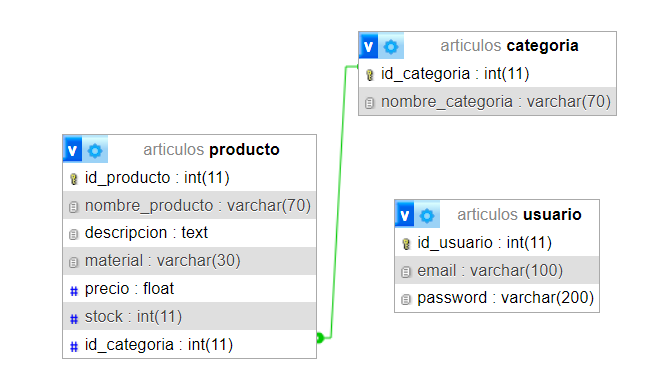 v articulos categoria
id_categoria : int(11)
nombre_categoria : varchar(70)
v articulos producto
id_producto : int(11)
nombre_producto : varchar(70)
descripcion : text
material : varchar(30)
# precio : float
# stock : int(11)
# id_categoria : int(11)
v articulos usuario
id_usuario : int(11)
email : varchar(100)
password : varchar(200)